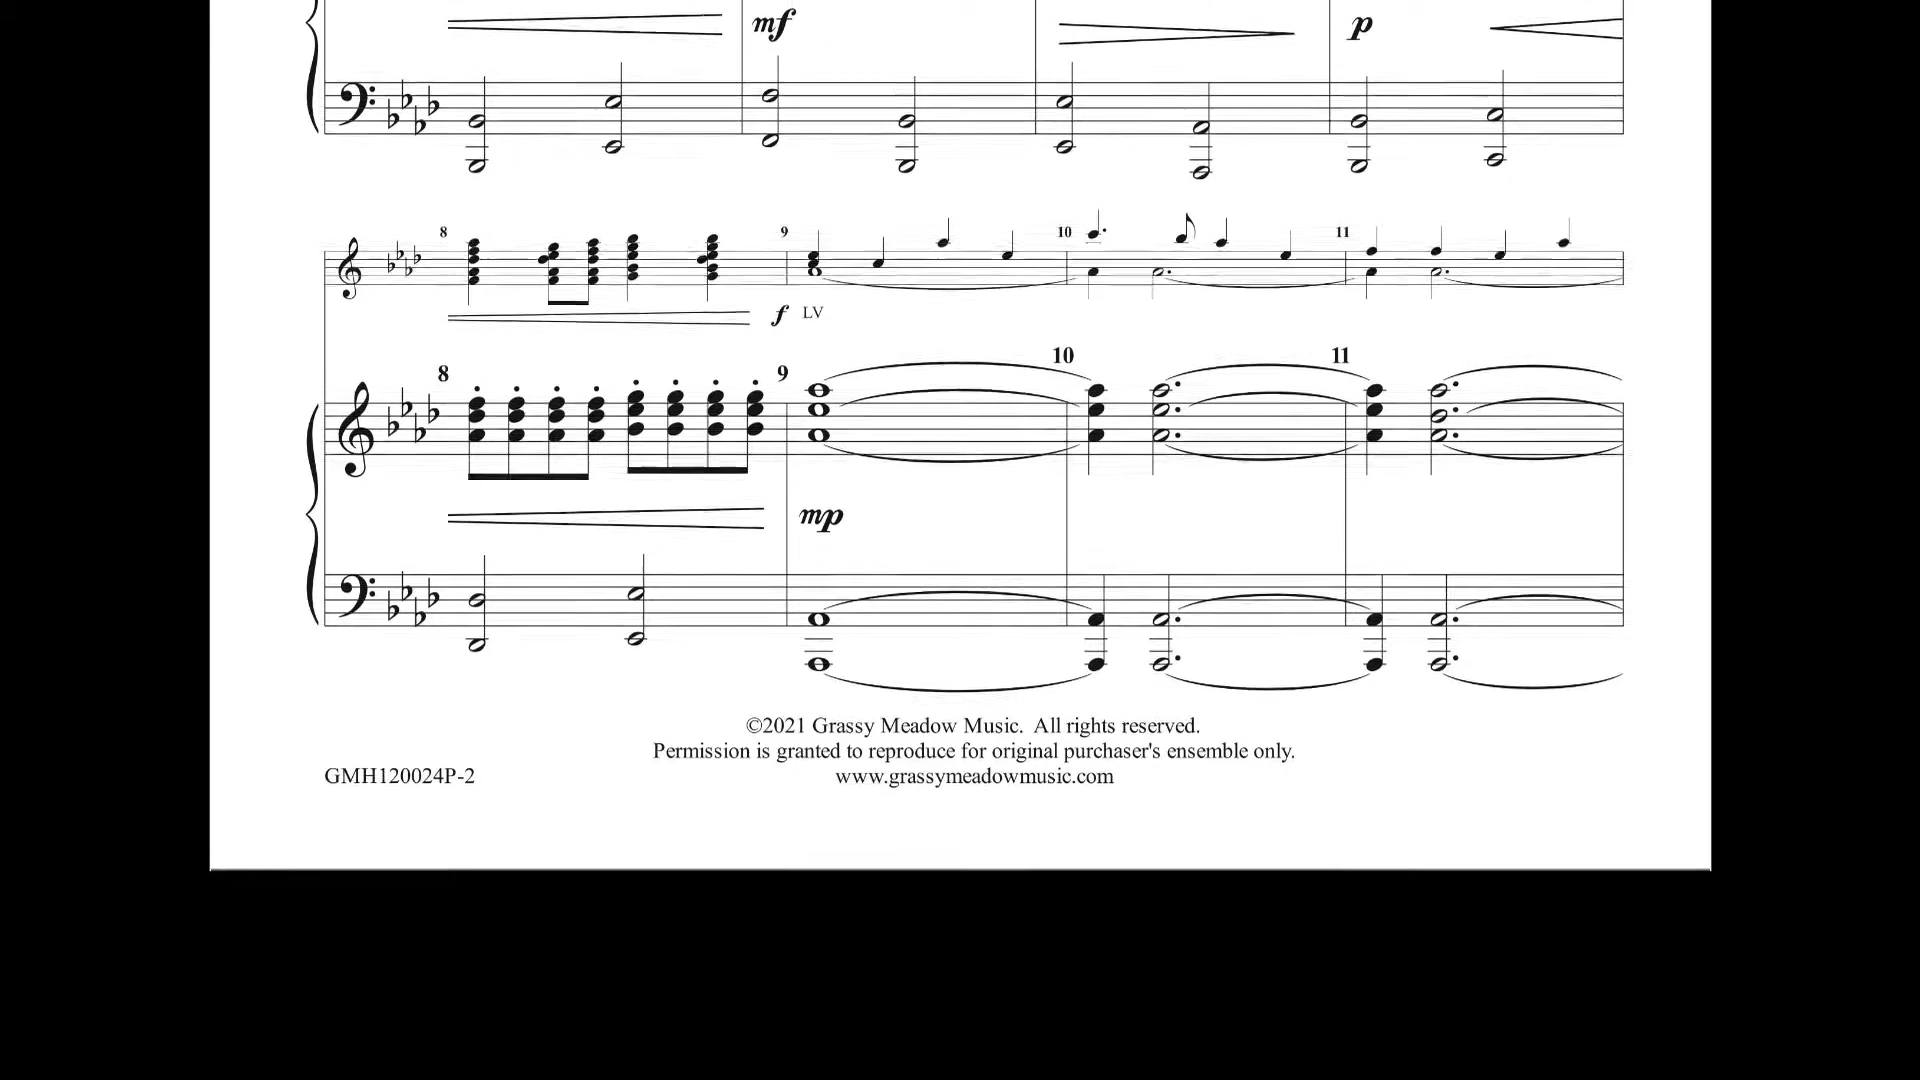 mf p
8 9 10 11
f LV
8 9 10 11
mp
©2021 Grassy Meadow Music. All rights reserved.
Permission is granted to reproduce for original purchaser's ensemble only.
GMH120024P-2 www.grassymeadowmusic.com